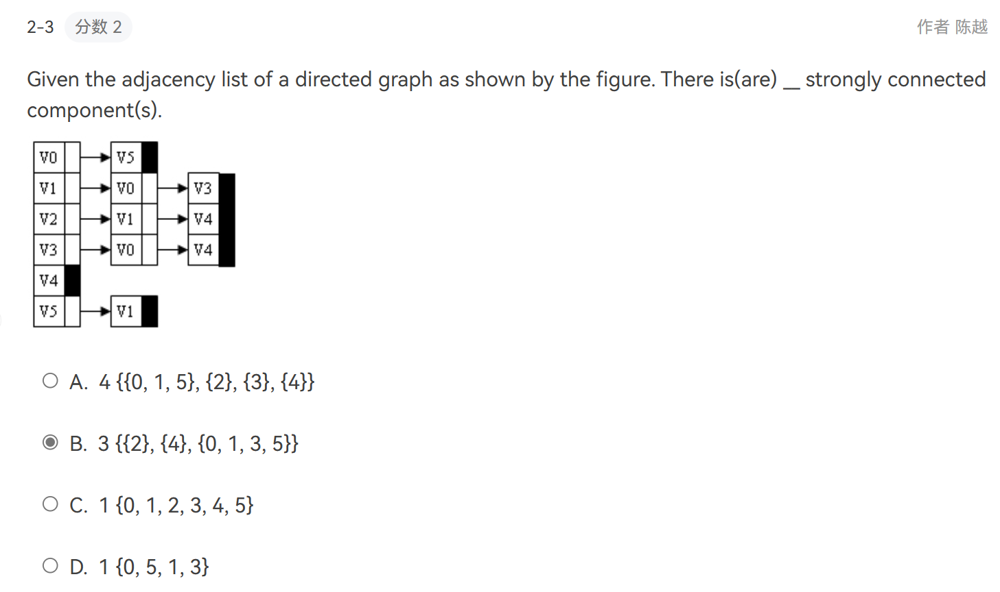 2-3 分数 2 作者 陈越
Given the adjacency list of a directed graph as shown by the figure. There is(are) __ strongly connected
component(s).
V0 V5
V1 V0 V3
V2 V1 V4
V3 V0 V4
V4
V5 V1
A. 4 {{0, 1, 5}, {2}, {3}, {4}}
B. 3 {{2}, {4}, {0, 1, 3, 5}}
C. 1 {0, 1, 2, 3, 4, 5}
D. 1 {0, 5, 1, 3}